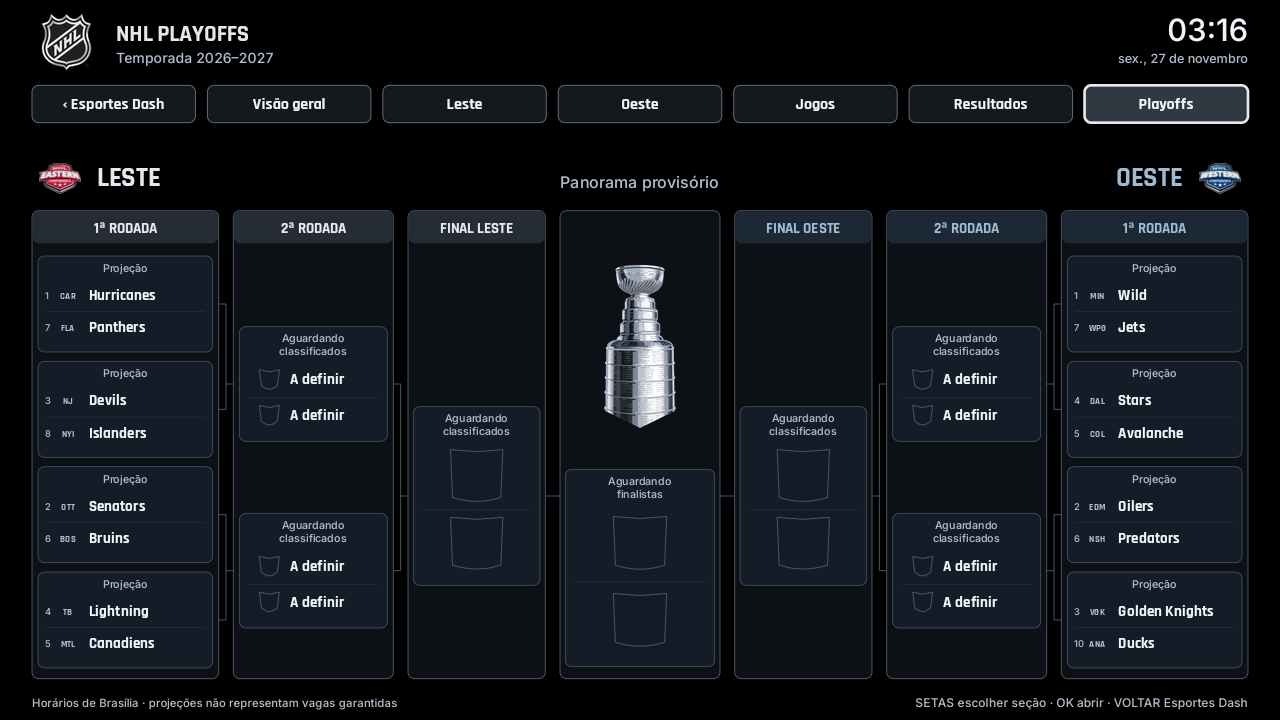 NHL
NHL PLAYOFFS
Temporada 2026–2027
03:16
sex., 27 de novembro
‹ Esportes Dash
Visão geral
Leste
Oeste
Jogos
Resultados
Playoffs
EASTERN
LESTE
Panorama provisório
OESTE
WESTERN
1ª RODADA
2ª RODADA
FINAL LESTE
FINAL OESTE
2ª RODADA
1ª RODADA
Projeção
1 CAR Hurricanes
7 FLA Panthers
Projeção
3 NJ Devils
8 NYI Islanders
Projeção
2 OTT Senators
6 BOS Bruins
Projeção
4 TB Lightning
5 MTL Canadiens
Aguardando
classificados
A definir
A definir
Aguardando
classificados
A definir
A definir
Aguardando
classificados
Aguardando
finalistas
Aguardando
classificados
Aguardando
classificados
A definir
A definir
Aguardando
classificados
A definir
A definir
Projeção
1 MIN Wild
7 WPG Jets
Projeção
4 DAL Stars
5 COL Avalanche
Projeção
2 EDM Oilers
6 NSH Predators
Projeção
3 VGK Golden Knights
10 ANA Ducks
Horários de Brasília · projeções não representam vagas garantidas
SETAS escolher seção · OK abrir · VOLTAR Esportes Dash